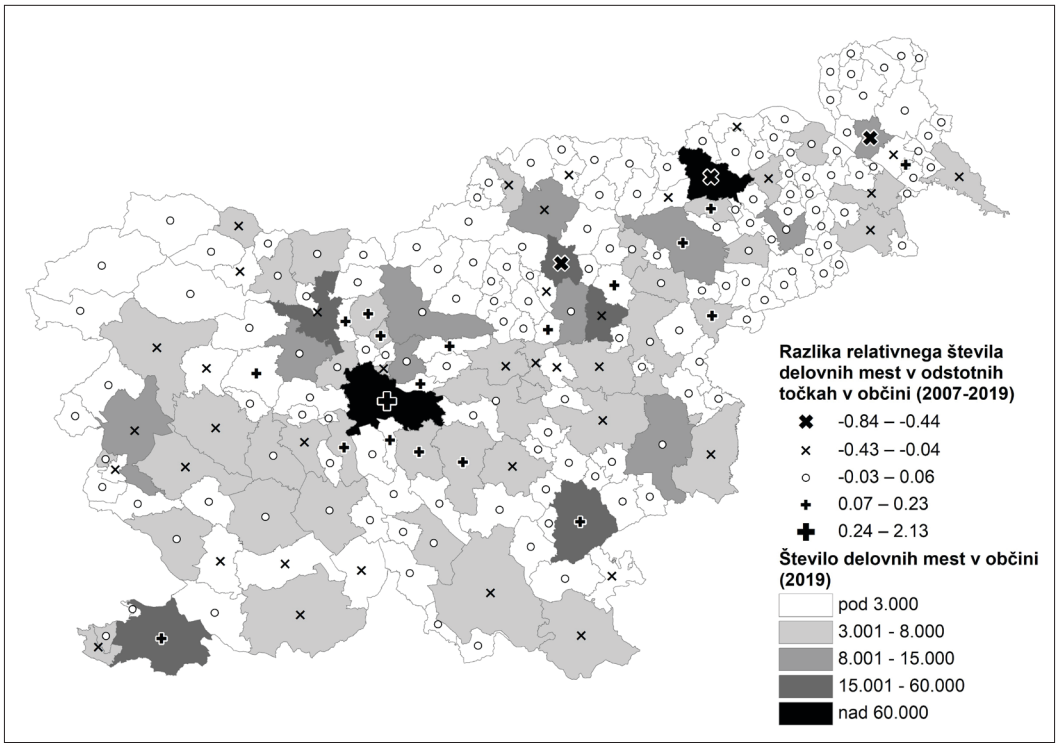 Razlika relativnega števila
delovnih mest v odstotnih
točkah v občini (2007-2019)
-0.84 – -0.44
-0.43 – -0.04
-0.03 – 0.06
0.07 – 0.23
0.24 – 2.13
Število delovnih mest v občini
(2019)
pod 3.000
3.001 - 8.000
8.001 - 15.000
15.001 - 60.000
nad 60.000